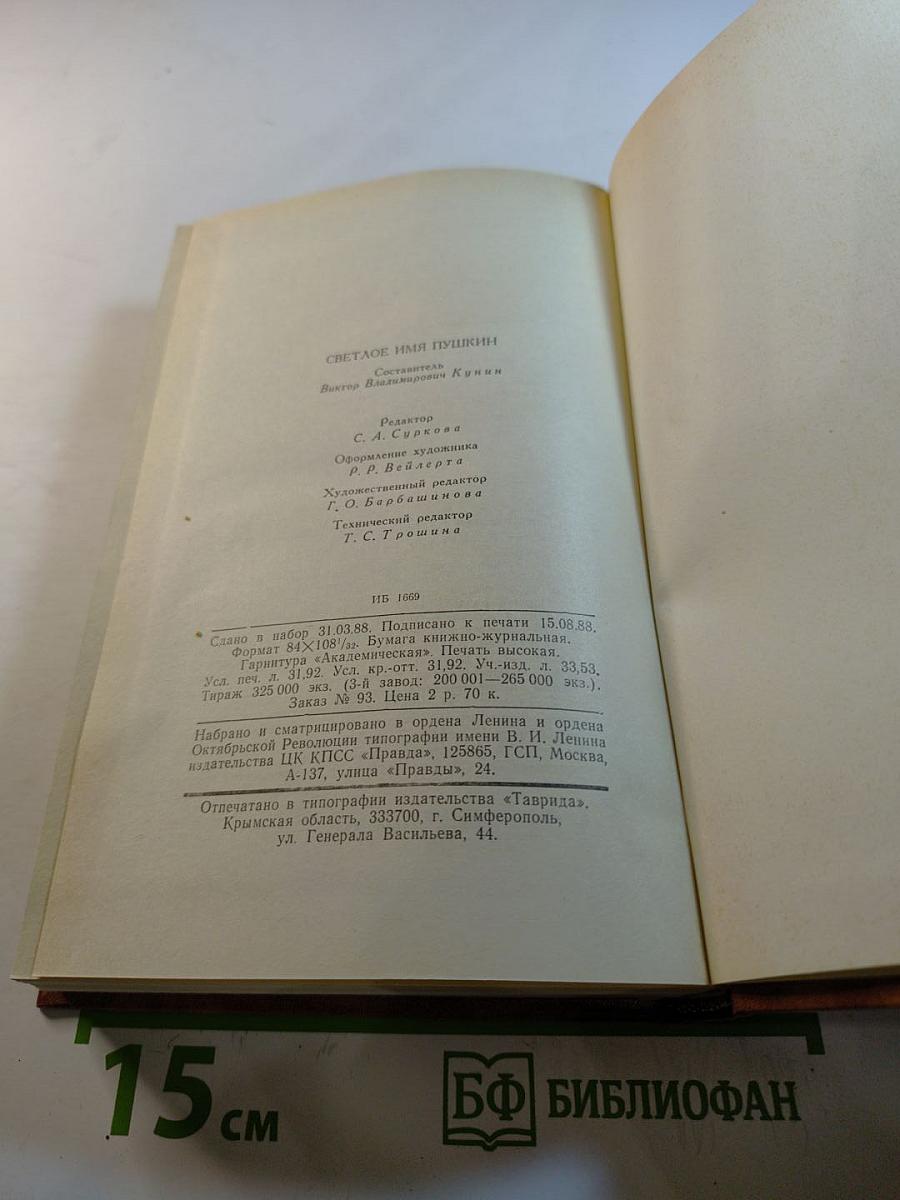 СВЕТЛОЕ ИМЯ ПУШКИН
Составитель
Виктор Владимирович Кунин
Редактор
С. А. Суркова
Оформление художника
Р. Р. Вейлерта
Художественный редактор
Г. О. Барбашинова
Технический редактор
Т. С. Трошина
ИБ 1669
Сдано в набор 31.03.88. Подписано к печати 15.08.88.
Формат 84×108¹/₃₂. Бумага книжно-журнальная.
Гарнитура «Академическая». Печать высокая.
Усл. печ. л. 31,92. Усл. кр.-отт. 31,92. Уч.-изд. л. 33,53.
Тираж 325 000 экз. (3-й завод: 200 001—265 000 экз.).
Заказ № 93. Цена 2 р. 70 к.
Набрано и сматрицировано в ордена Ленина и ордена
Октябрьской Революции типографии имени В. И. Ленина
издательства ЦК КПСС «Правда», 125865, ГСП, Москва,
А-137, улица «Правды», 24.
Отпечатано в типографии издательства «Таврида».
Крымская область, 333700, г. Симферополь,
ул. Генерала Васильева, 44.
15 см
БФ БИБЛИОФАН